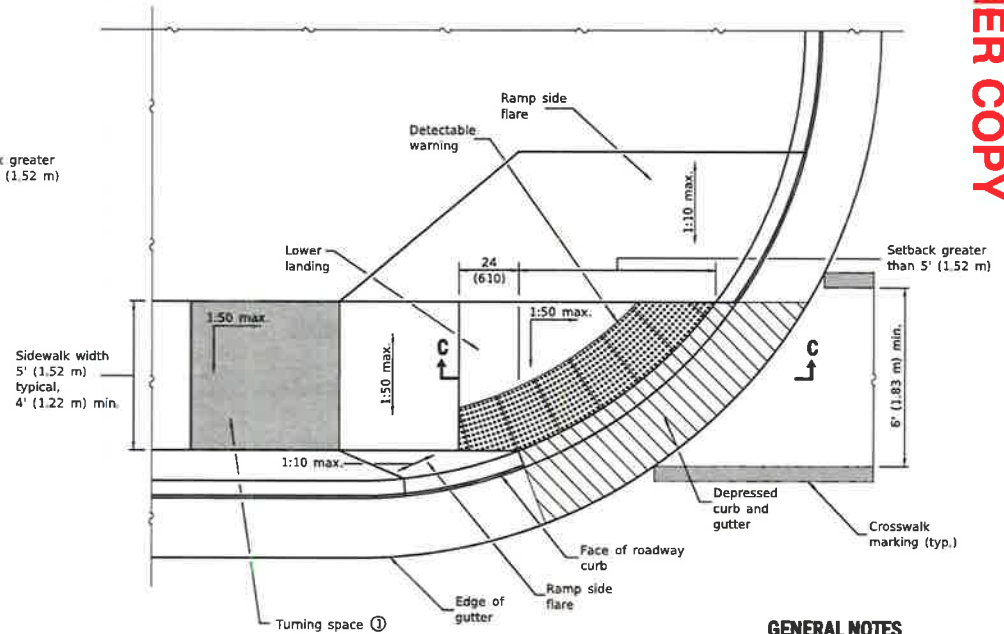 ER COPY
Ramp side
flare
Detectable
warning
greater
(1.52 m)
1:10 max.
Lower
landing
24
(610)
Setback greater
than 5' (1.52 m)
1:50 max.
1:50 max.
Sidewalk width
5' (1.52 m)
typical,
4' (1.22 m) min.
1:50 max.
C
C
6' (1.83 m) min.
1:10 max.
Depressed
curb and
gutter
Crosswalk
marking (typ.)
Face of roadway
curb
Ramp side
flare
Edge of
gutter
Turning space ①
GENERAL NOTES